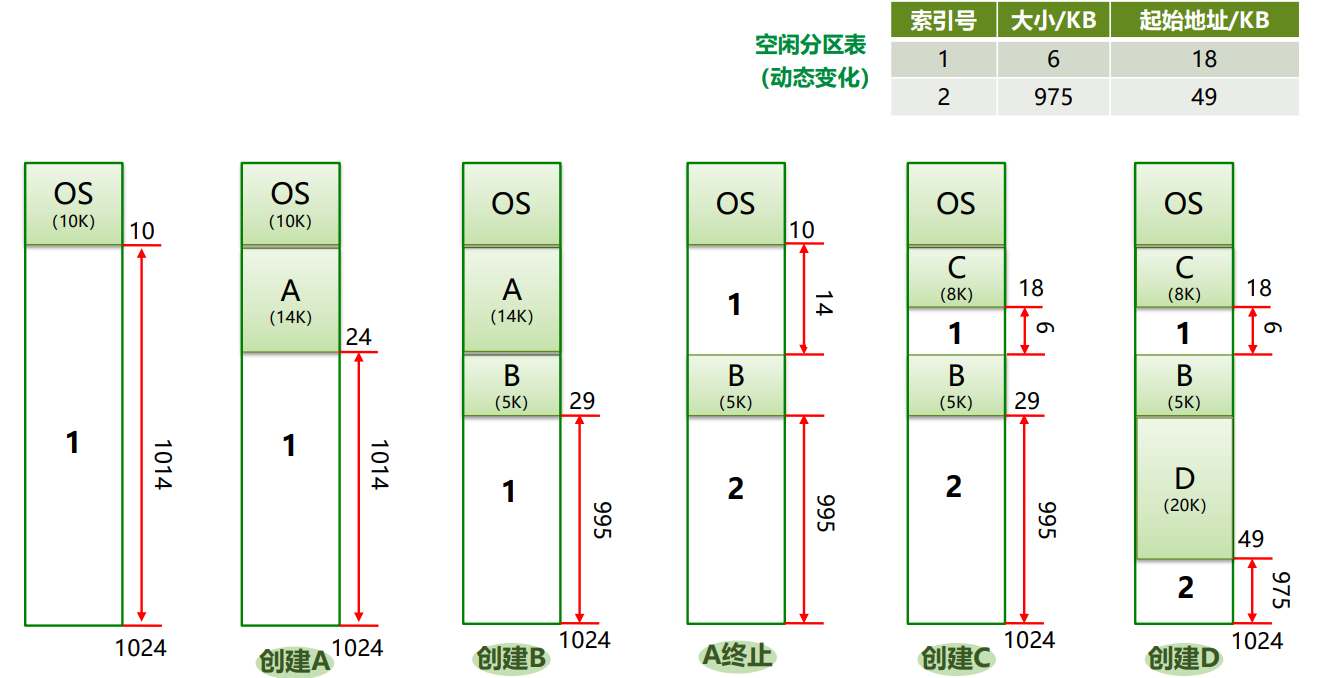 空闲分区表
（动态变化）
索引号 大小/KB 起始地址/KB
1 6 18
2 975 49
OS
(10K)
10
1
1014
1024
OS
(10K)
A
(14K)
24
1
1014
1024
创建A
OS
A
(14K)
B
(5K)
29
1
995
1024
创建B
OS
10
1
14
B
(5K)
2
995
A终止
OS
C
(8K)
18
1
6
B
(5K)
29
2
995
1024
创建C
OS
C
(8K)
18
1
6
B
(5K)
D
(20K)
49
2
975
1024
创建D